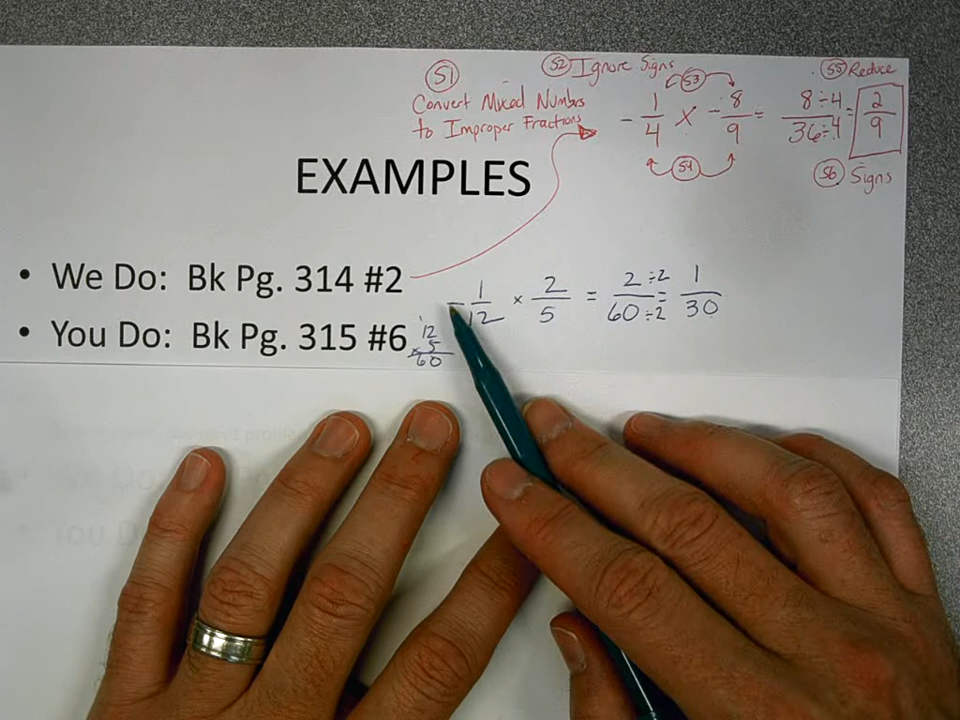 S1
Convert Mixed Numbers
to Improper Fractions
S2 Ignore Signs
S3
- 1/4 X - 8/9 = 8÷4/36÷4 = 2/9
S4
S5 Reduce
S6 Signs
EXAMPLES
• We Do: Bk Pg. 314 #2
• You Do: Bk Pg. 315 #6
- 1/12 × 2/5 = 2÷2/60÷2 = 1/30
1
12
×5
60